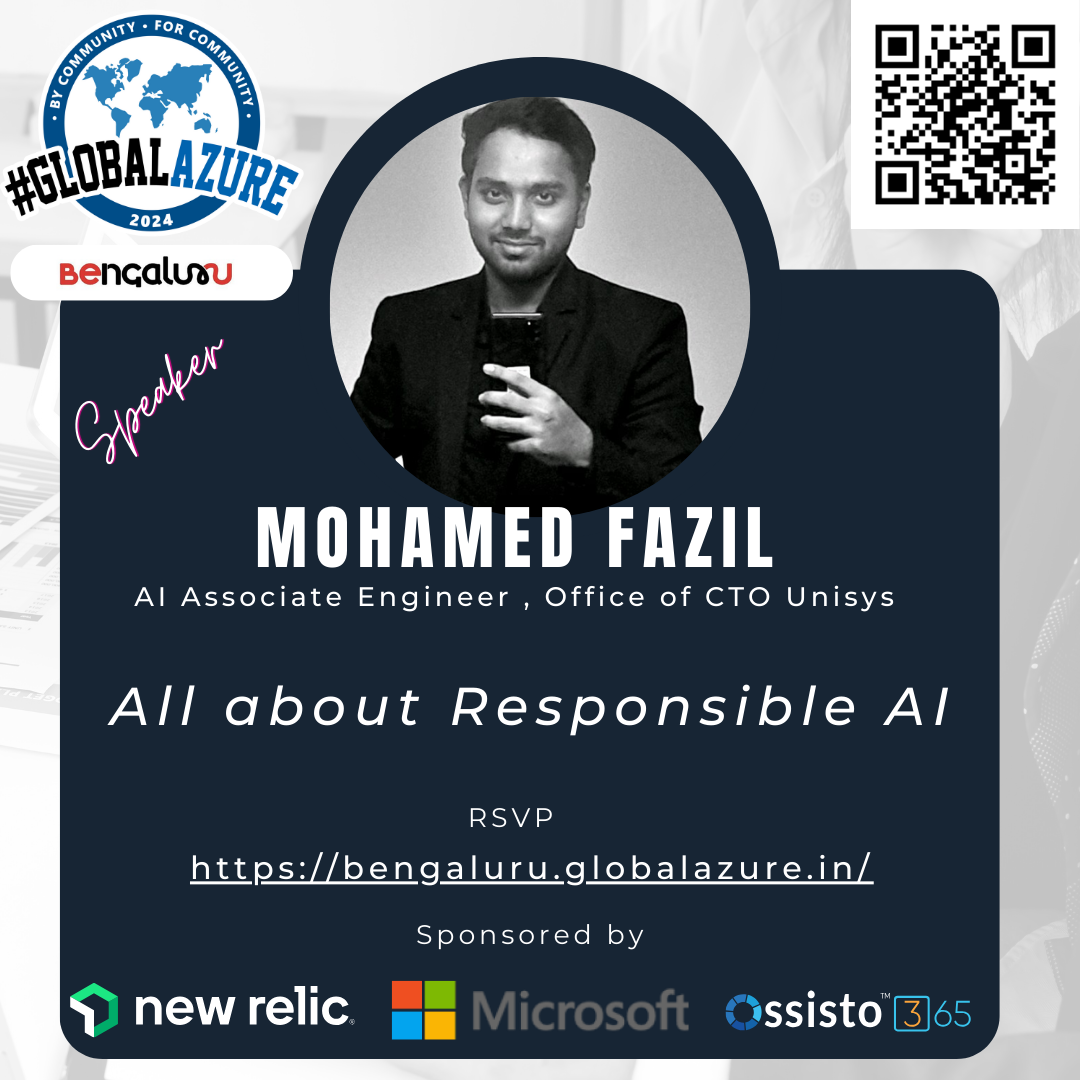 • BY COMMUNITY • FOR COMMUNITY •
#GLOBALAZURE
2024
Bengaluru
Speaker
MOHAMED FAZIL
AI Associate Engineer , Office of CTO Unisys
All about Responsible AI
RSVP
https://bengaluru.globalazure.in/
Sponsored by
new relic®
Microsoft
Ossisto™ 365